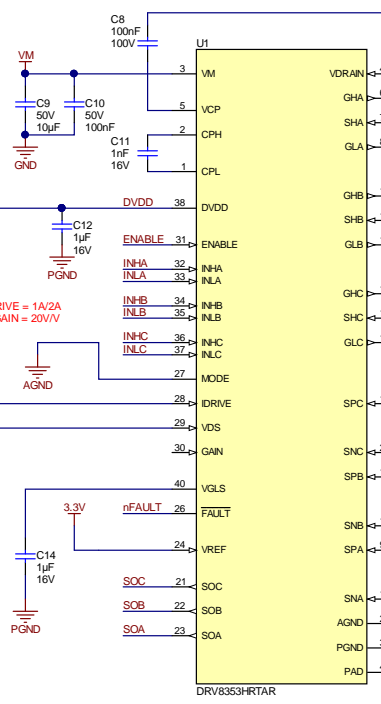 C8
100nF
100V
U1
VM
3
VM
VDRAIN
GHA
C9
50V
10µF
C10
50V
100nF
5
VCP
SHA
2
CPH
GLA
C11
1nF
16V
GND
1
CPL
GHB
DVDD
38
DVDD
SHB
C12
1µF
16V
ENABLE
31
ENABLE
GLB
PGND
INHA
32
INHA
INLA
33
INLA
GHC
RIVE = 1A/2A
GAIN = 20V/V
INHB
34
INHB
INLB
35
INLB
SHC
INHC
36
INHC
INLC
37
INLC
GLC
AGND
27
MODE
28
IDRIVE
SPC
29
VDS
30
GAIN
SNC
SPB
40
VGLS
3.3V
nFAULT
26
FAULT
SNB
24
VREF
SPA
C14
1µF
16V
SOC
21
SOC
SNA
SOB
22
SOB
AGND
PGND
SOA
23
SOA
PGND
PAD
DRV8353HRTAR